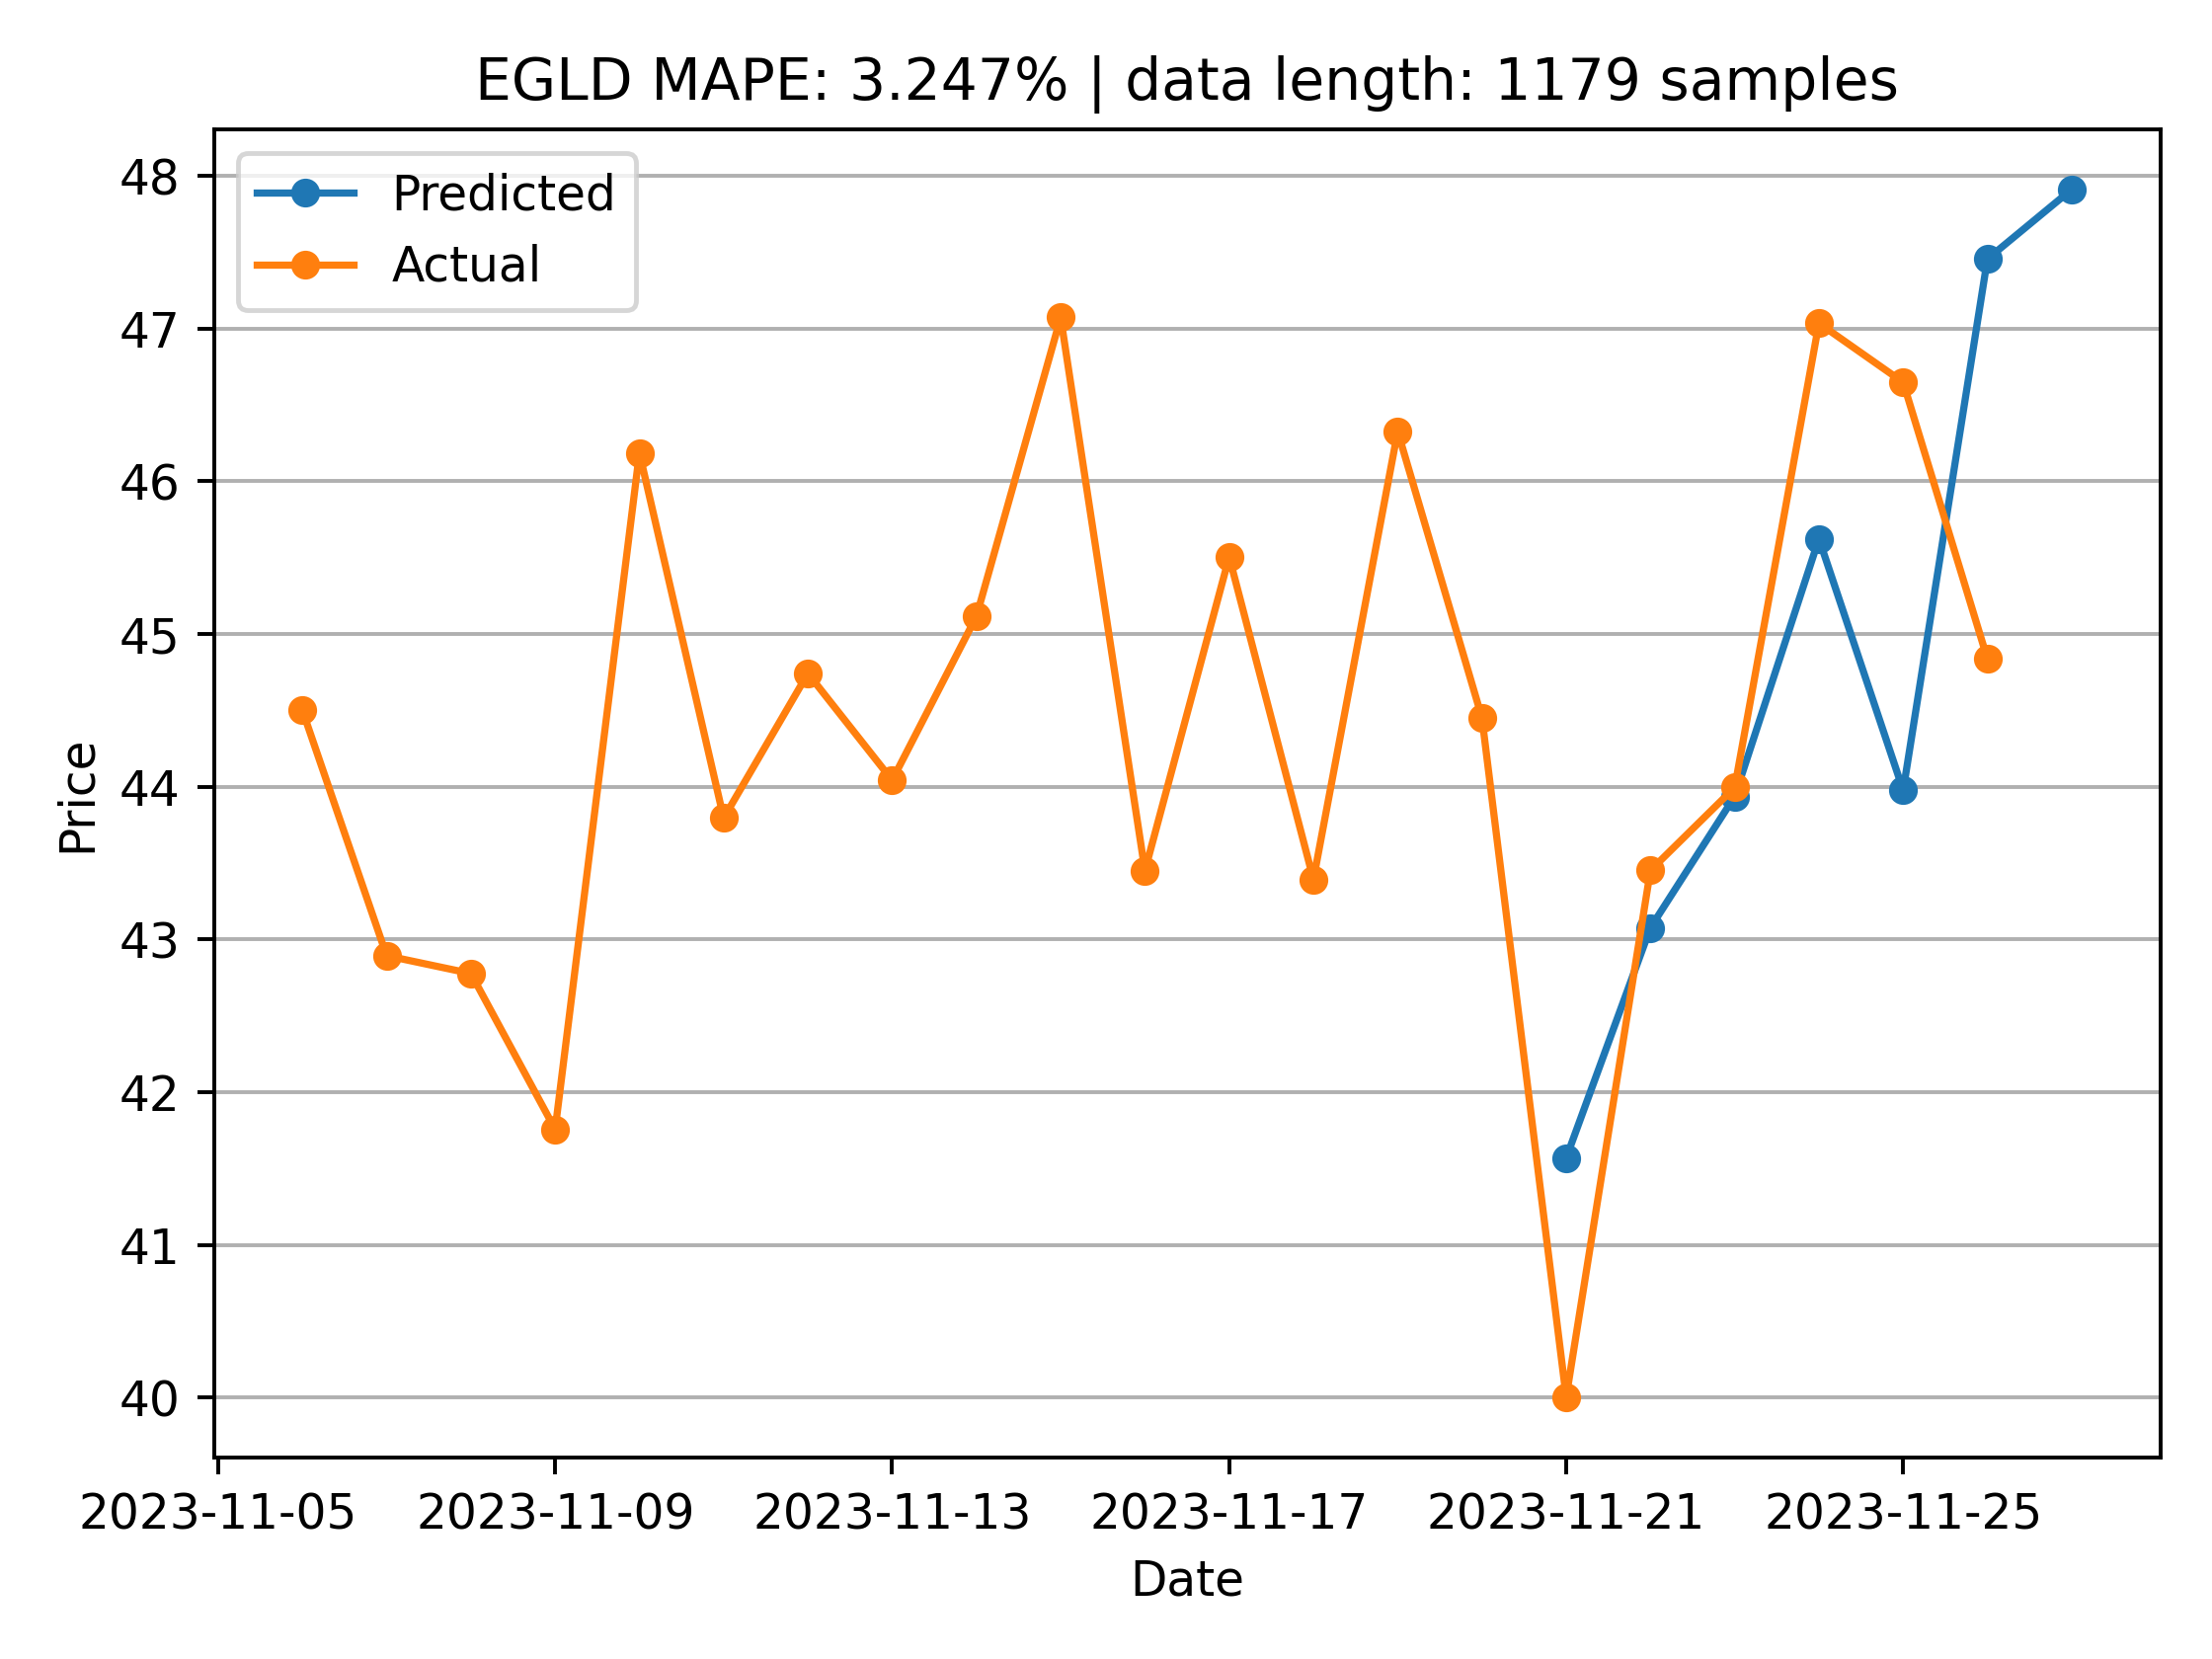 EGLD MAPE: 3.247% | data length: 1179 samples
Predicted
Actual
48
47
46
45
44
43
42
41
40
Price
2023-11-05 2023-11-09 2023-11-13 2023-11-17 2023-11-21 2023-11-25
Date